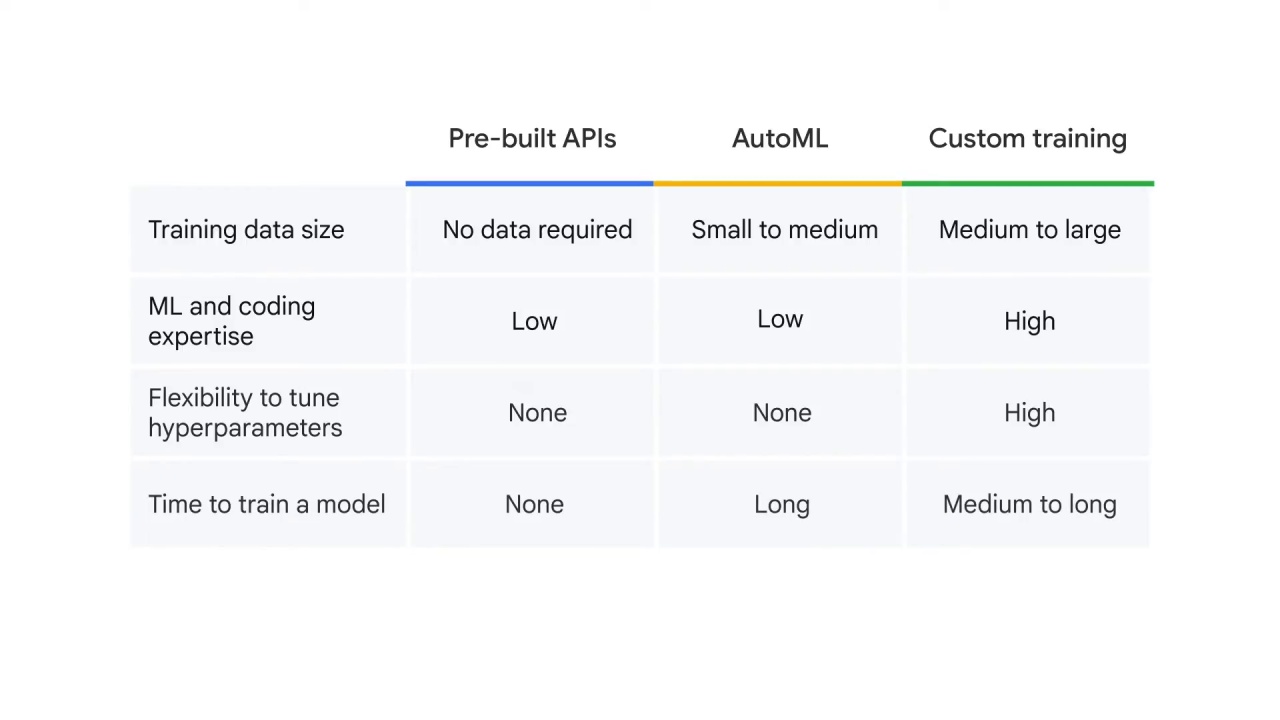 Pre-built APIs AutoML Custom training
Training data size No data required Small to medium Medium to large
ML and coding
expertise Low Low High
Flexibility to tune
hyperparameters None None High
Time to train a model None Long Medium to long